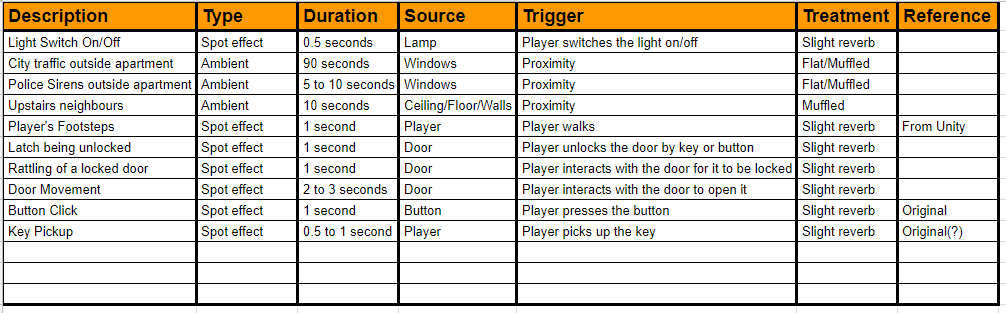 Description Type Duration Source Trigger Treatment Reference
Light Switch On/Off Spot effect 0.5 seconds Lamp Player switches the light on/off Slight reverb
City traffic outside apartment Ambient 90 seconds Windows Proximity Flat/Muffled
Police Sirens outside apartment Ambient 5 to 10 seconds Windows Proximity Flat/Muffled
Upstairs neighbours Ambient 10 seconds Ceiling/Floor/Walls Proximity Muffled
Player's Footsteps Spot effect 1 second Player Player walks Slight reverb From Unity
Latch being unlocked Spot effect 1 second Door Player unlocks the door by key or button Slight reverb
Rattling of a locked door Spot effect 1 second Door Player interacts with the door for it to be locked Slight reverb
Door Movement Spot effect 2 to 3 seconds Door Player interacts with the door to open it Slight reverb
Button Click Spot effect 1 second Button Player presses the button Slight reverb Original
Key Pickup Spot effect 0.5 to 1 second Player Player picks up the key Slight reverb Original(?)